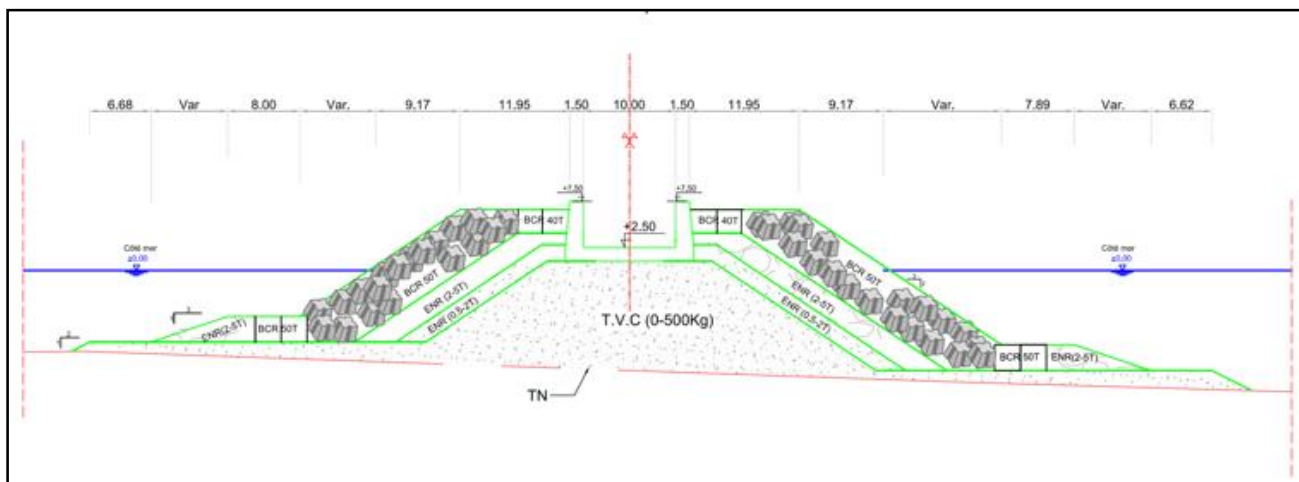 6.68 Var 8.00 Var. 9.17 11.95 1.50 10.00 1.50 11.95 9.17 Var. 7.89 Var. 6.62
+7,50 +7,50
BCR 40T BCR 40T
+2.50
Côté mer Côté mer
±0,00 ±0,00
BCR 50T BCR 50T
ENR (2-5T) ENR (2-5T)
ENR (0.5-2T) ENR (0.5-2T)
T.V.C (0-500Kg)
ENR(2-5T) BCR 50T BCR 50T ENR(2-5T)
TN